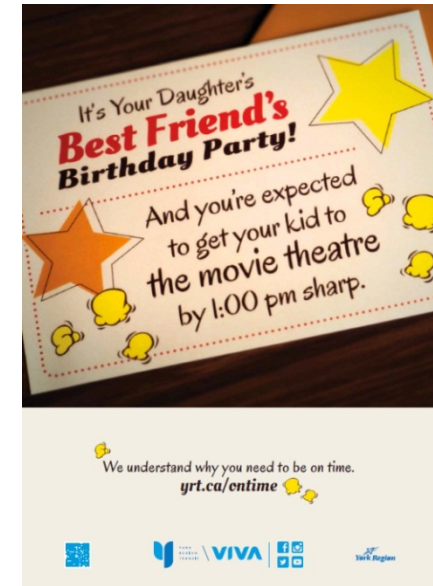 It's Your Daughter's
Best Friend's
Birthday Party!
And you're expected
to get your kid to
the movie theatre
by 1:00 pm sharp.
We understand why you need to be on time.
yrt.ca/ontime
VIVA
York Region